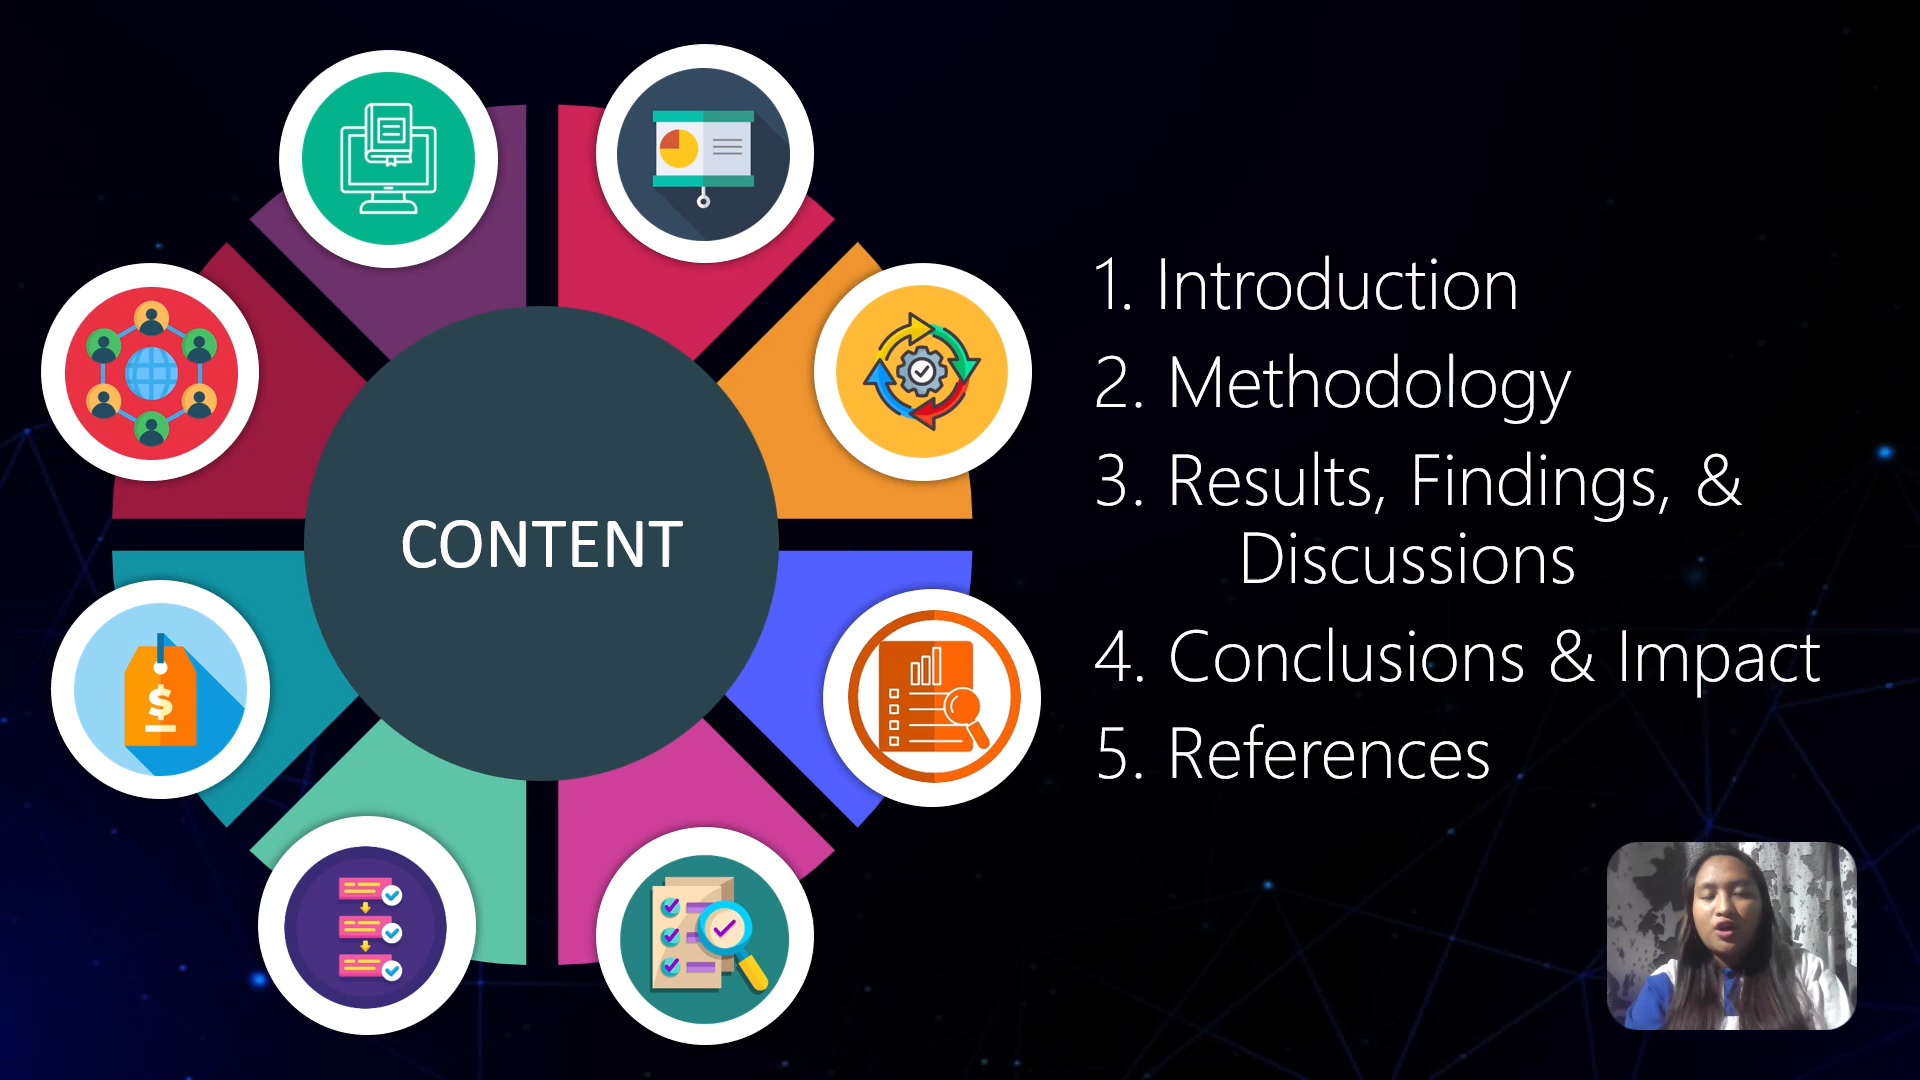 CONTENT
1. Introduction
2. Methodology
3. Results, Findings, &
Discussions
4. Conclusions & Impact
5. References
$